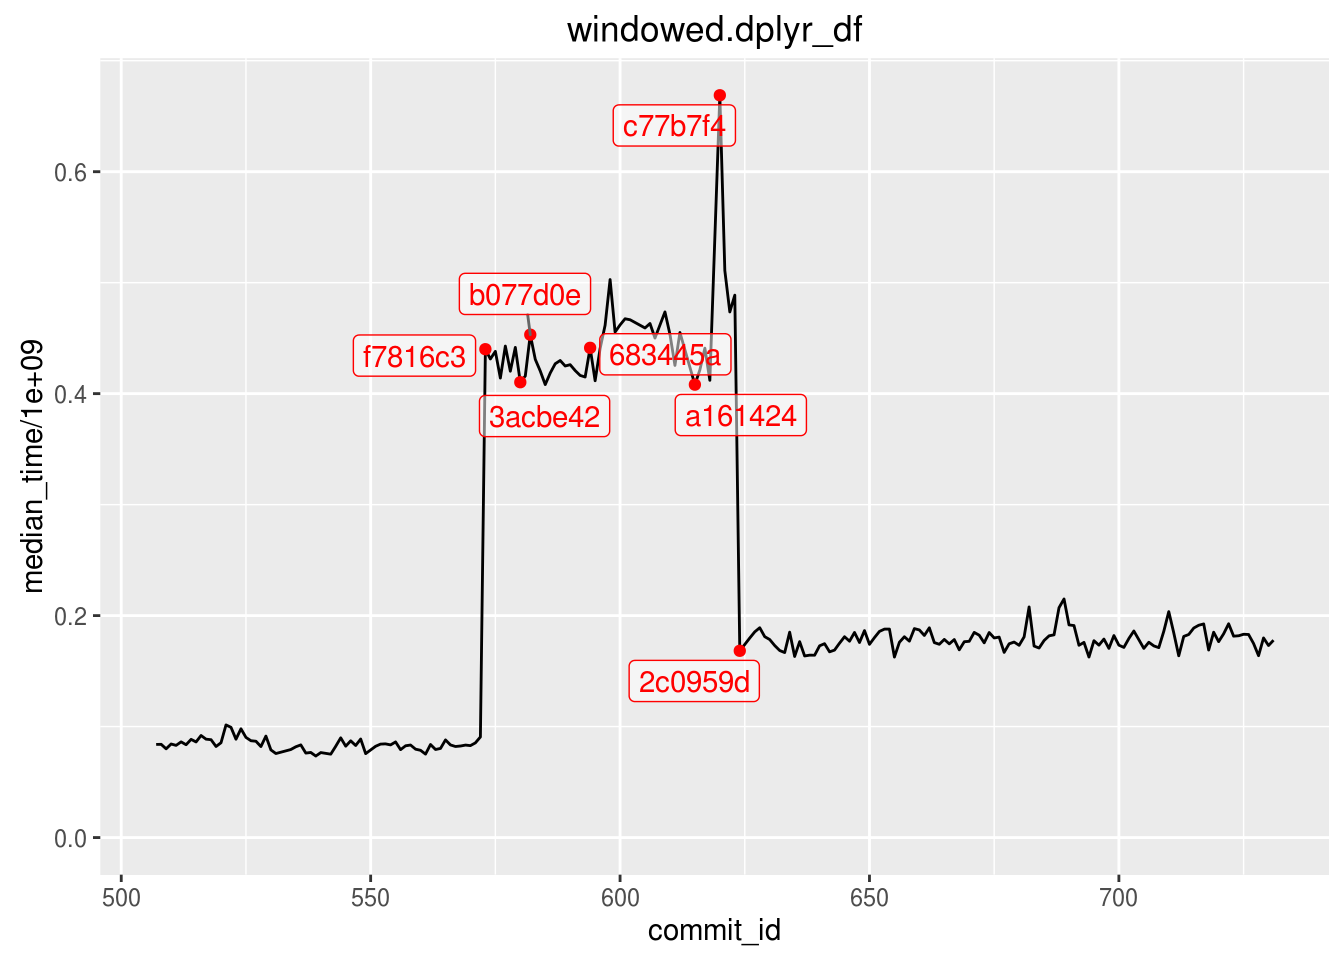 windowed.dplyr_df
median_time/1e+09
0.6
0.4
0.2
0.0
c77b7f4
b077d0e
f7816c3
683445a
3acbe42
a161424
2c0959d
500 550 600 650 700
commit_id